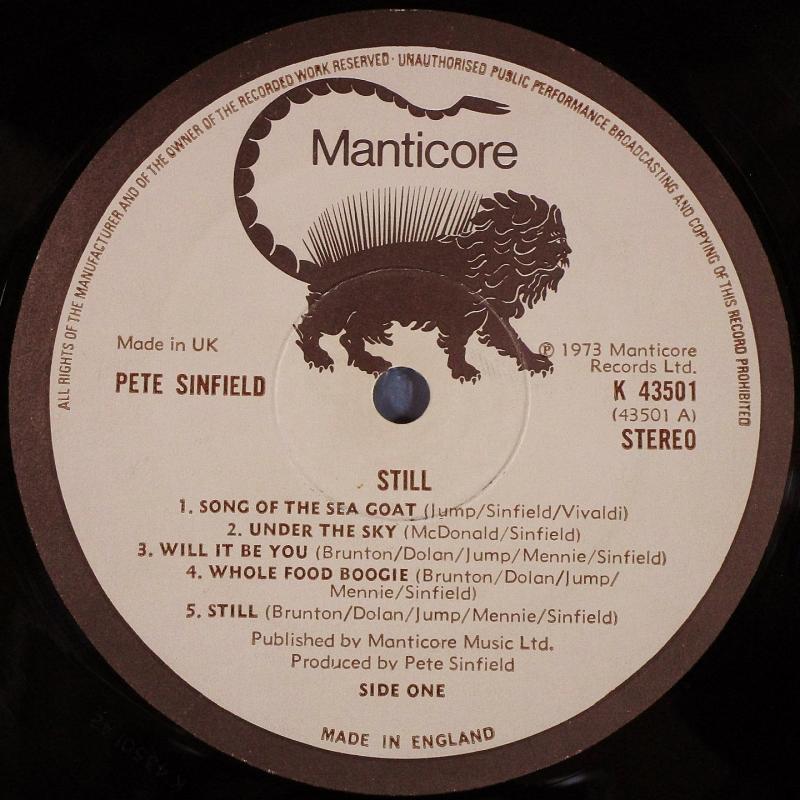 ALL RIGHTS OF THE MANUFACTURER AND OF THE OWNER OF THE RECORDED WORK RESERVED · UNAUTHORISED PUBLIC PERFORMANCE BROADCASTING AND COPYING OF THIS RECORD PROHIBITED
Manticore
Made in UK
PETE SINFIELD
℗ 1973 Manticore
Records Ltd.
K 43501
(43501 A)
STEREO
STILL
1. SONG OF THE SEA GOAT (Jump/Sinfield/Vivaldi)
2. UNDER THE SKY (McDonald/Sinfield)
3. WILL IT BE YOU (Brunton/Dolan/Jump/Mennie/Sinfield)
4. WHOLE FOOD BOOGIE (Brunton/Dolan/Jump/
Mennie/Sinfield)
5. STILL (Brunton/Dolan/Jump/Mennie/Sinfield)
Published by Manticore Music Ltd.
Produced by Pete Sinfield
SIDE ONE
MADE IN ENGLAND